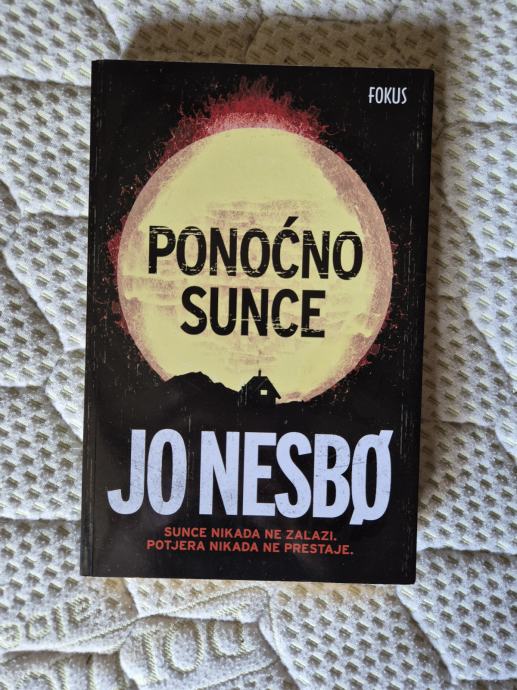 FOKUS
PONOĆNO
SUNCE
JO NESBØ
SUNCE NIKADA NE ZALAZI.
POTJERA NIKADA NE PRESTAJE.